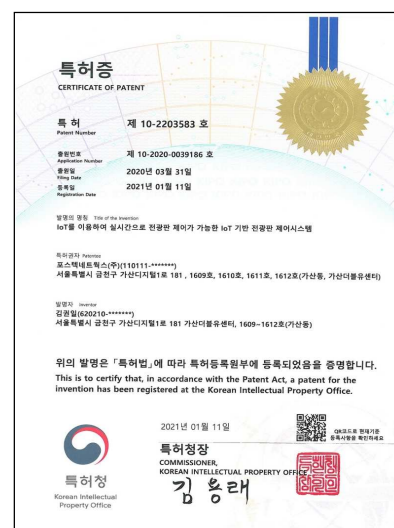 특허증
CERTIFICATE OF PATENT
특 허 제 10-2203583 호
Patent Number
출원번호 제 10-2020-0039186 호
Application Number
출원일 2020년 03월 31일
Filing Date
등록일 2021년 01월 11일
Registration Date
발명의 명칭 Title of the Invention
IoT를 이용하여 실시간으로 전광판 제어가 가능한 IoT 기반 전광판 제어시스템
특허권자 Patentee
포스텍네트웍스(주)(110111-*******)
서울특별시 금천구 가산디지털1로 181 , 1609호, 1610호, 1611호, 1612호(가산동, 가산더블유센터)
발명자 Inventor
김권일(620210-*******)
서울특별시 금천구 가산디지털1로 181 가산더블유센터, 1609~1612호(가산동)
위의 발명은 「특허법」에 따라 특허등록원부에 등록되었음을 증명합니다.
This is to certify that, in accordance with the Patent Act, a patent for the
invention has been registered at the Korean Intellectual Property Office.
2021년 01월 11일
QR코드로 현재기준
등록사항을 확인하세요
특허청장
COMMISSIONER,
KOREAN INTELLECTUAL PROPERTY OFFICE
김용래
특허청
Korean Intellectual
Property Office